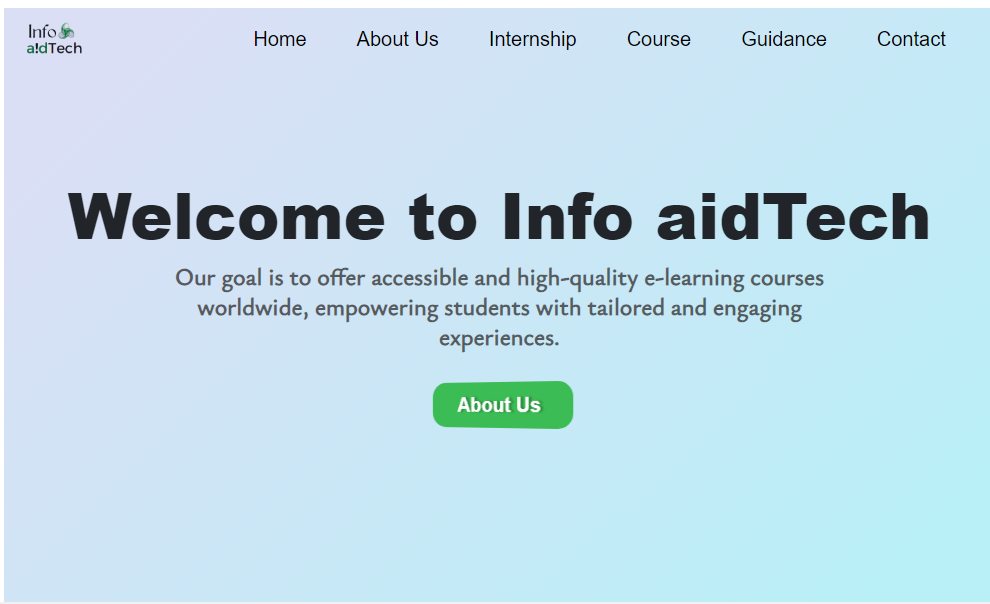 Info
a!dTech
Home About Us Internship Course Guidance Contact
Welcome to Info aidTech
Our goal is to offer accessible and high-quality e-learning courses
worldwide, empowering students with tailored and engaging
experiences.
About Us